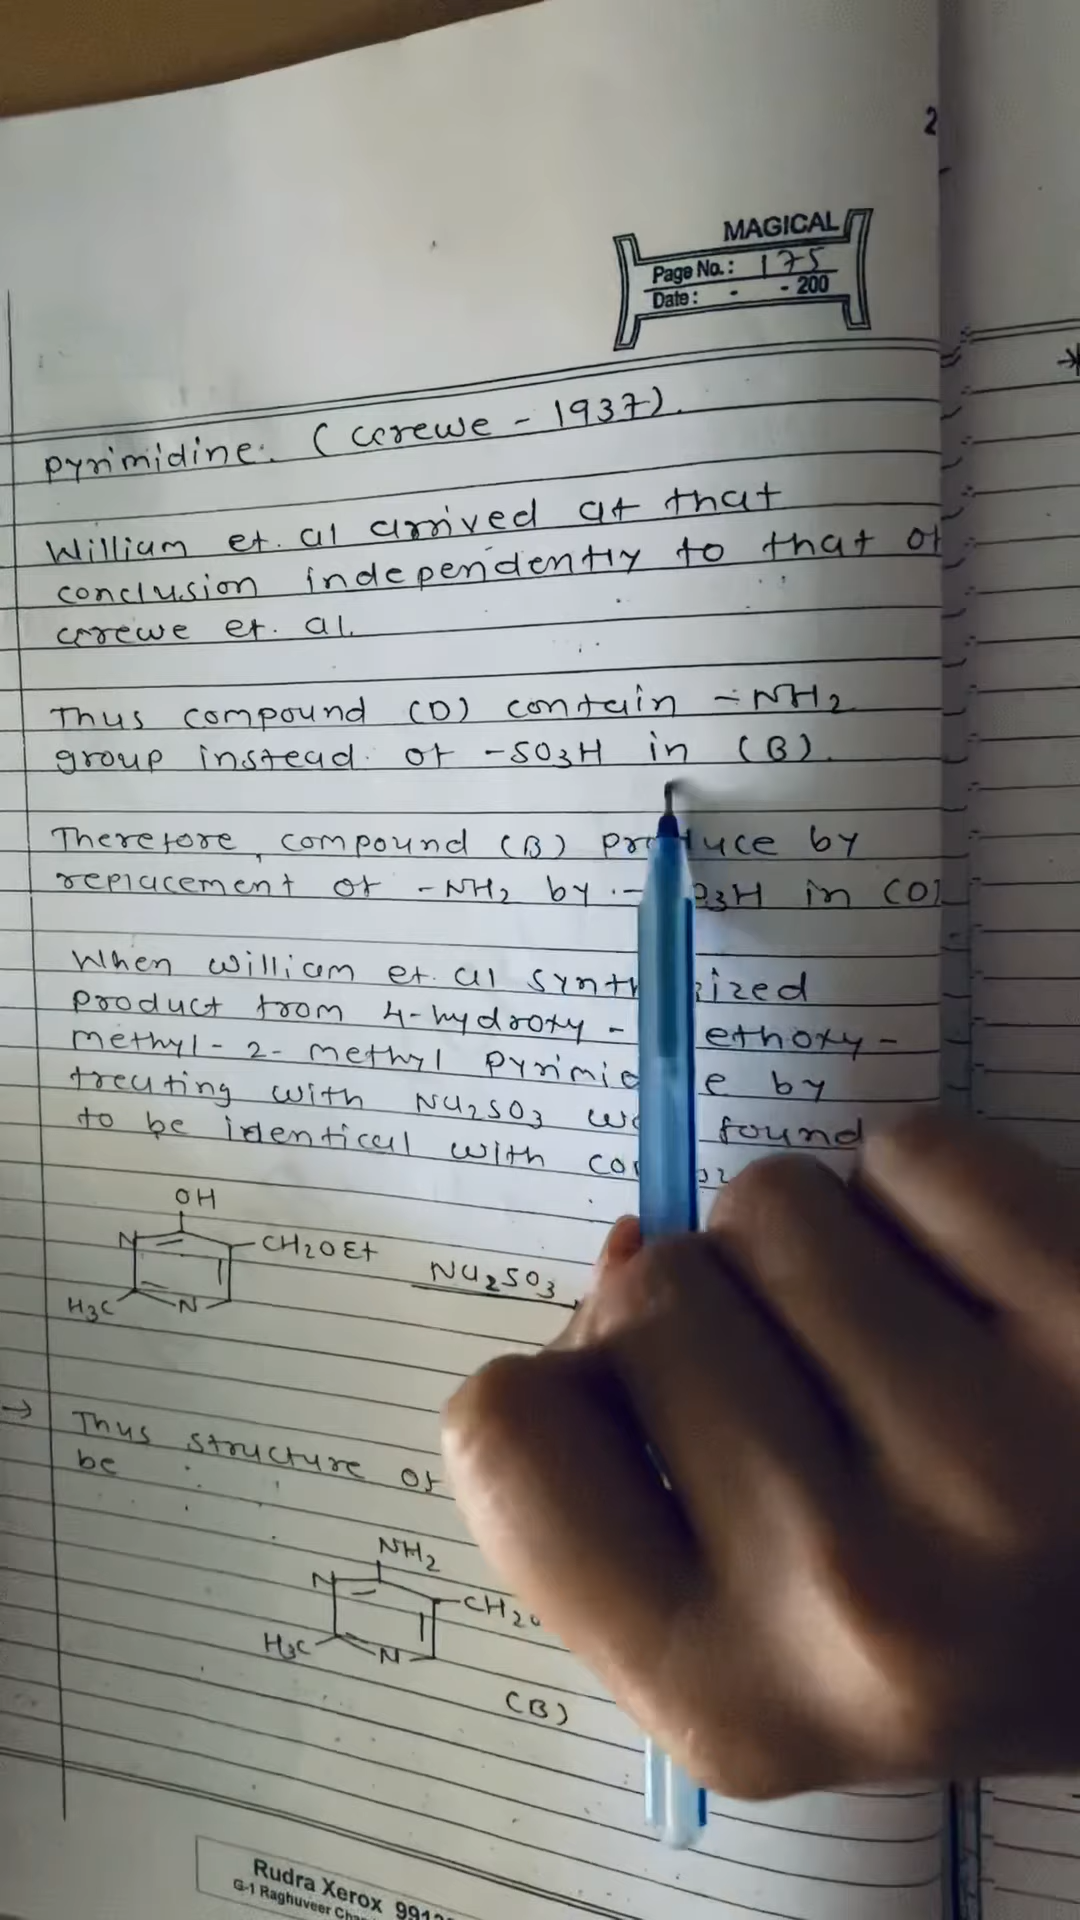 2
MAGICAL
Page No.: 175
Date: - - 200
pyrimidine. (Crewe - 1937).
William et. al arrived at that
conclusion independently to that of
crewe et. al.
Thus compound (D) contain -NH2
group instead of -SO3H in (B).
Therefore, compound (B) produce by
replacement of -NH2 by - O3H in (D)
When william et. al synth ized
product from 4-hydroxy - ethoxy -
methyl - 2 - methyl pyrimid e by
treating with Na2SO3 found
to be identical with
OH
N
CH2OEt
Na2SO3
H3C
N
→ Thus structure of
be
NH2
N
CH2
H3C
N
(B)
Rudra Xerox
G-1 Raghuveer